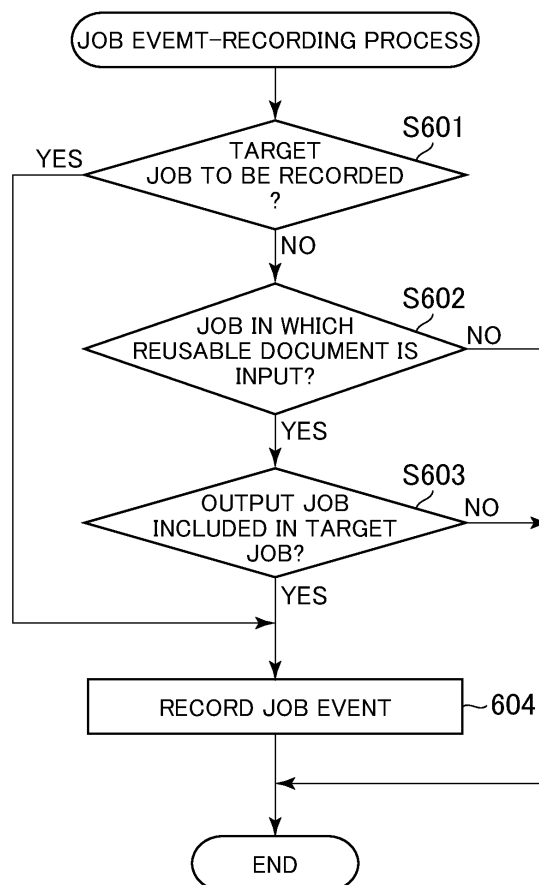 JOB EVEMT-RECORDING PROCESS
S601
YES
TARGET
JOB TO BE RECORDED
?
NO
S602
JOB IN WHICH
REUSABLE DOCUMENT IS
INPUT?
NO
YES
S603
OUTPUT JOB
INCLUDED IN TARGET
JOB?
NO
YES
RECORD JOB EVENT
604
END